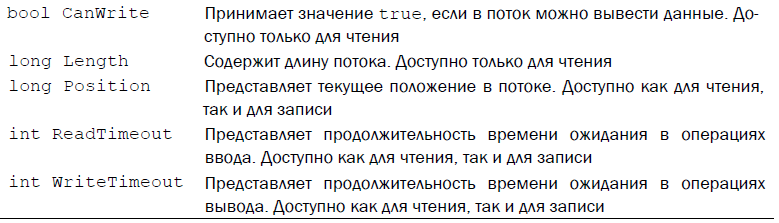 bool CanWrite Принимает значение true, если в поток можно вывести данные. До-
ступно только для чтения
long Length Содержит длину потока. Доступно только для чтения
long Position Представляет текущее положение в потоке. Доступно как для чтения,
так и для записи
int ReadTimeout Представляет продолжительность времени ожидания в операциях
ввода. Доступно как для чтения, так и для записи
int WriteTimeout Представляет продолжительность времени ожидания в операциях
вывода. Доступно как для чтения, так и для записи